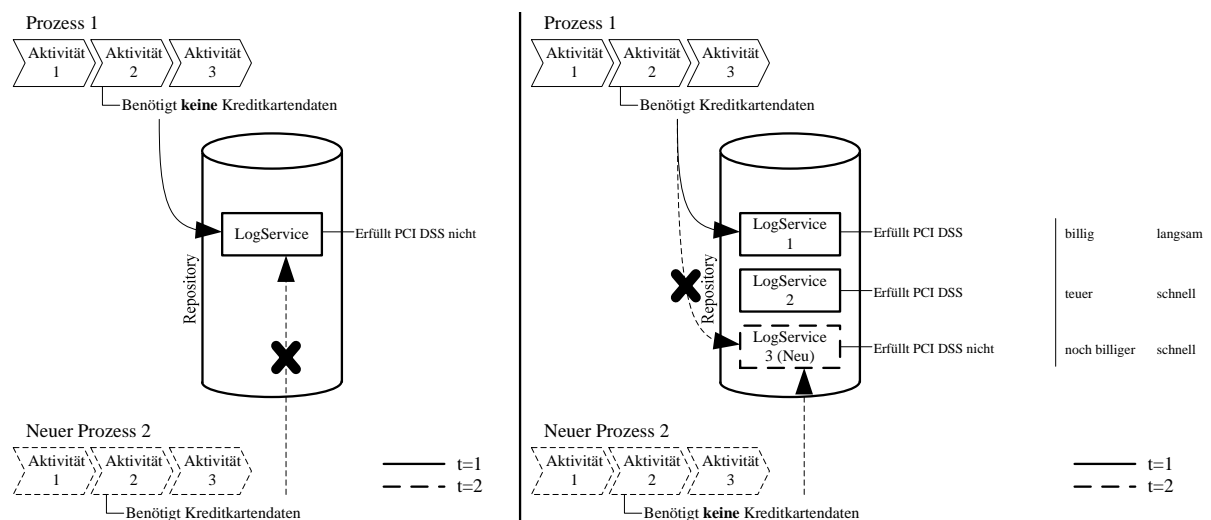 Prozess 1
Aktivität
1
Aktivität
2
Aktivität
3
Benötigt keine Kreditkartendaten
LogService
Erfüllt PCI DSS nicht
Repository
Neuer Prozess 2
Aktivität
1
Aktivität
2
Aktivität
3
Benötigt Kreditkartendaten
t=1
t=2
Prozess 1
Aktivität
1
Aktivität
2
Aktivität
3
Benötigt keine Kreditkartendaten
LogService
1
Erfüllt PCI DSS
billig
langsam
Repository
LogService
2
Erfüllt PCI DSS
teuer
schnell
LogService
3 (Neu)
Erfüllt PCI DSS nicht
noch billiger
schnell
Neuer Prozess 2
Aktivität
1
Aktivität
2
Aktivität
3
Benötigt keine Kreditkartendaten
t=1
t=2